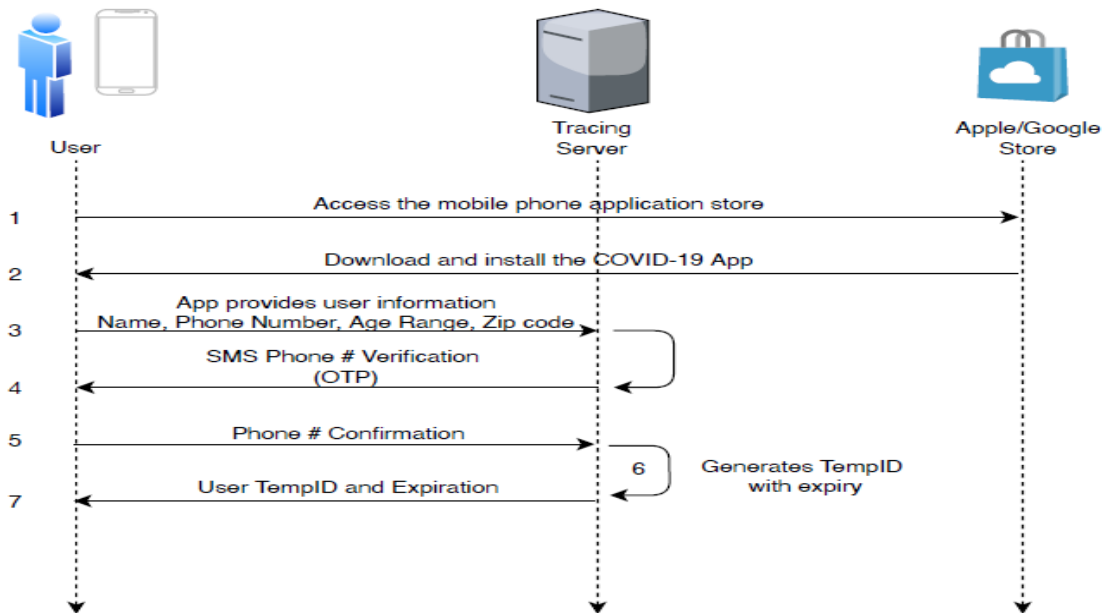 User
Tracing
Server
Apple/Google
Store
1
Access the mobile phone application store
2
Download and install the COVID-19 App
App provides user information
3
Name, Phone Number, Age Range, Zip code
SMS Phone # Verification
(OTP)
4
5
Phone # Confirmation
6
Generates TempID
with expiry
7
User TempID and Expiration